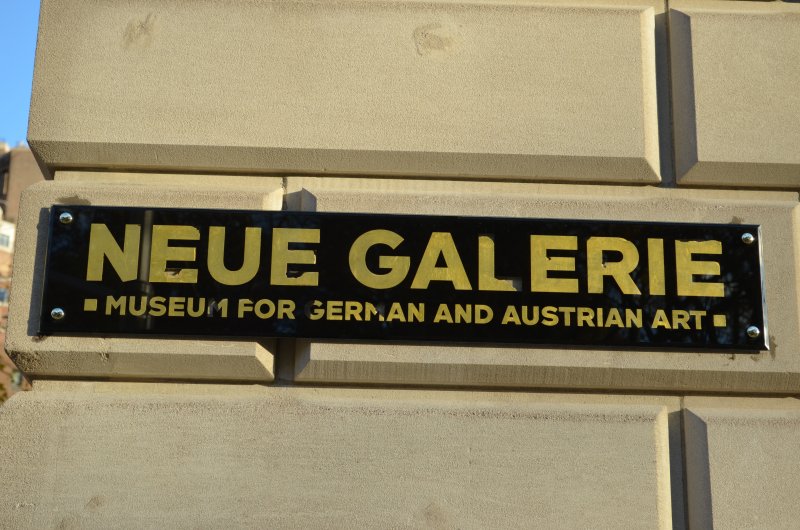 NEUE GALERIE
▪ MUSEUM FOR GERMAN AND AUSTRIAN ART ▪